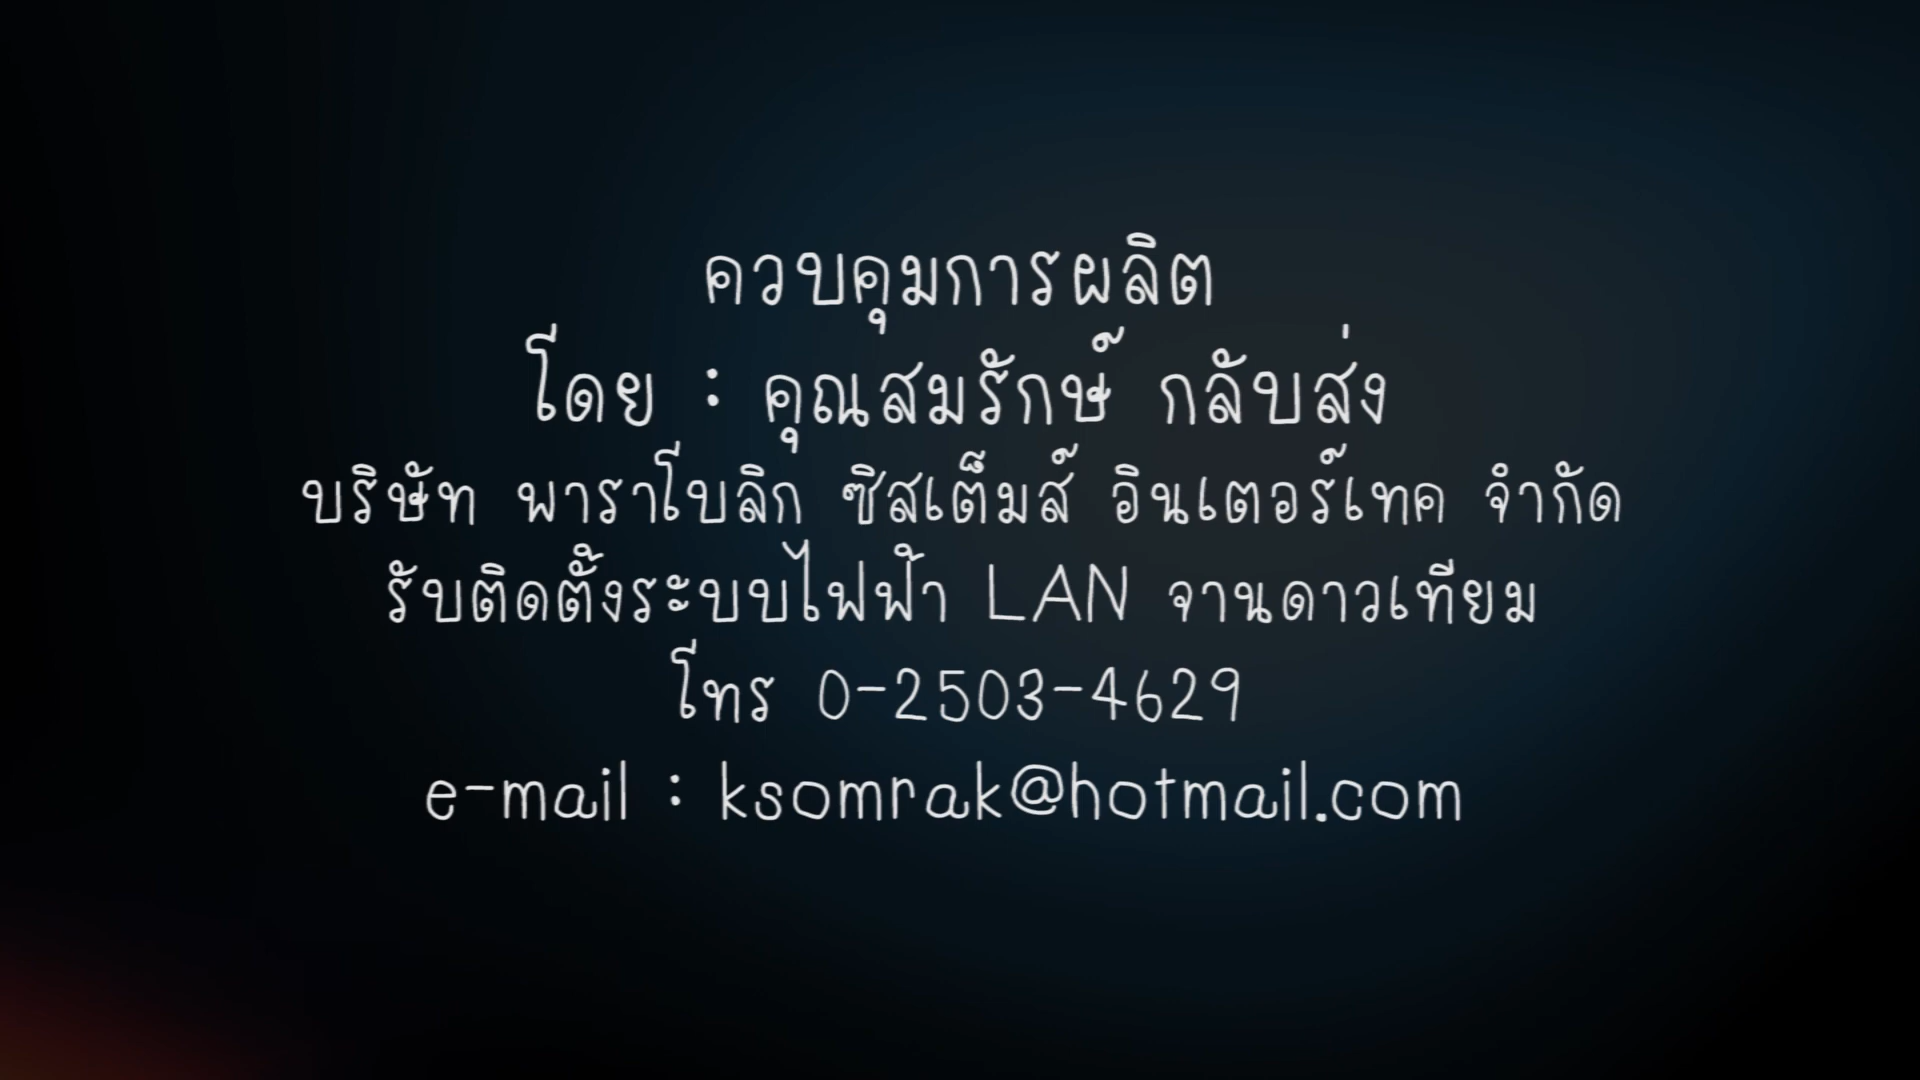 ควบคุมการผลิต
โดย : คุณสมรักษ์ กลับส่ง
บริษัท พาราโบลิก ซิสเต็มส์ อินเตอร์เทค จำกัด
รับติดตั้งระบบไฟฟ้า LAN จานดาวเทียม
โทร 0-2503-4629
e-mail : ksomrak@hotmail.com